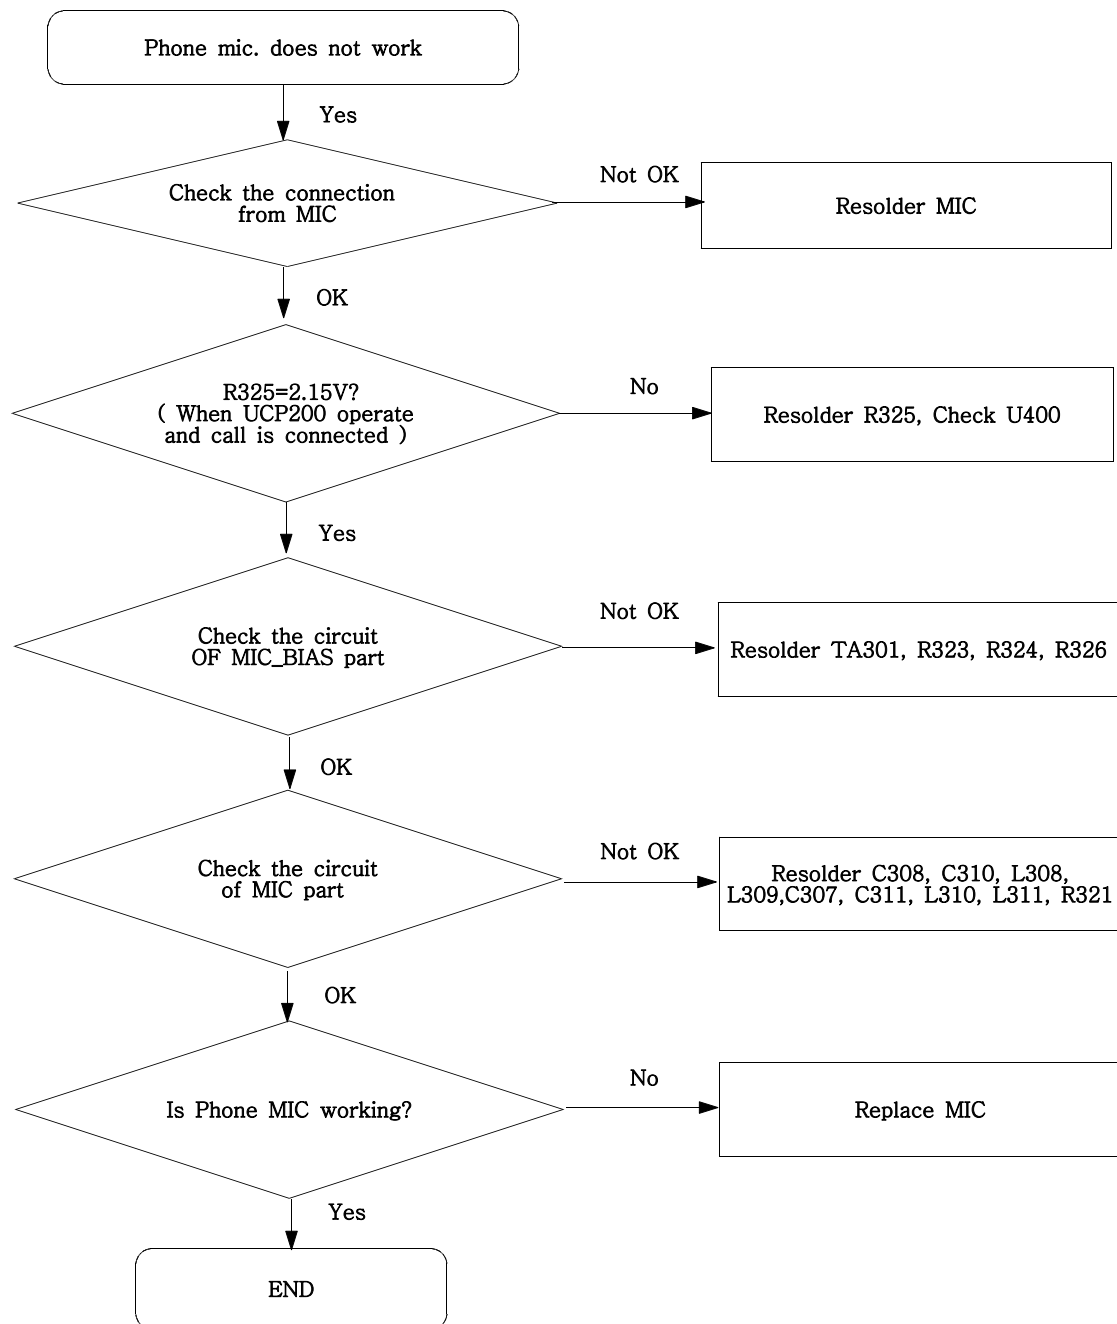 Phone mic. does not work
Yes
Check the connection
from MIC
Not OK
Resolder MIC
OK
R325=2.15V?
( When UCP200 operate
and call is connected )
No
Resolder R325, Check U400
Yes
Check the circuit
OF MIC_BIAS part
Not OK
Resolder TA301, R323, R324, R326
OK
Check the circuit
of MIC part
Not OK
Resolder C308, C310, L308,
L309,C307, C311, L310, L311, R321
OK
Is Phone MIC working?
No
Replace MIC
Yes
END